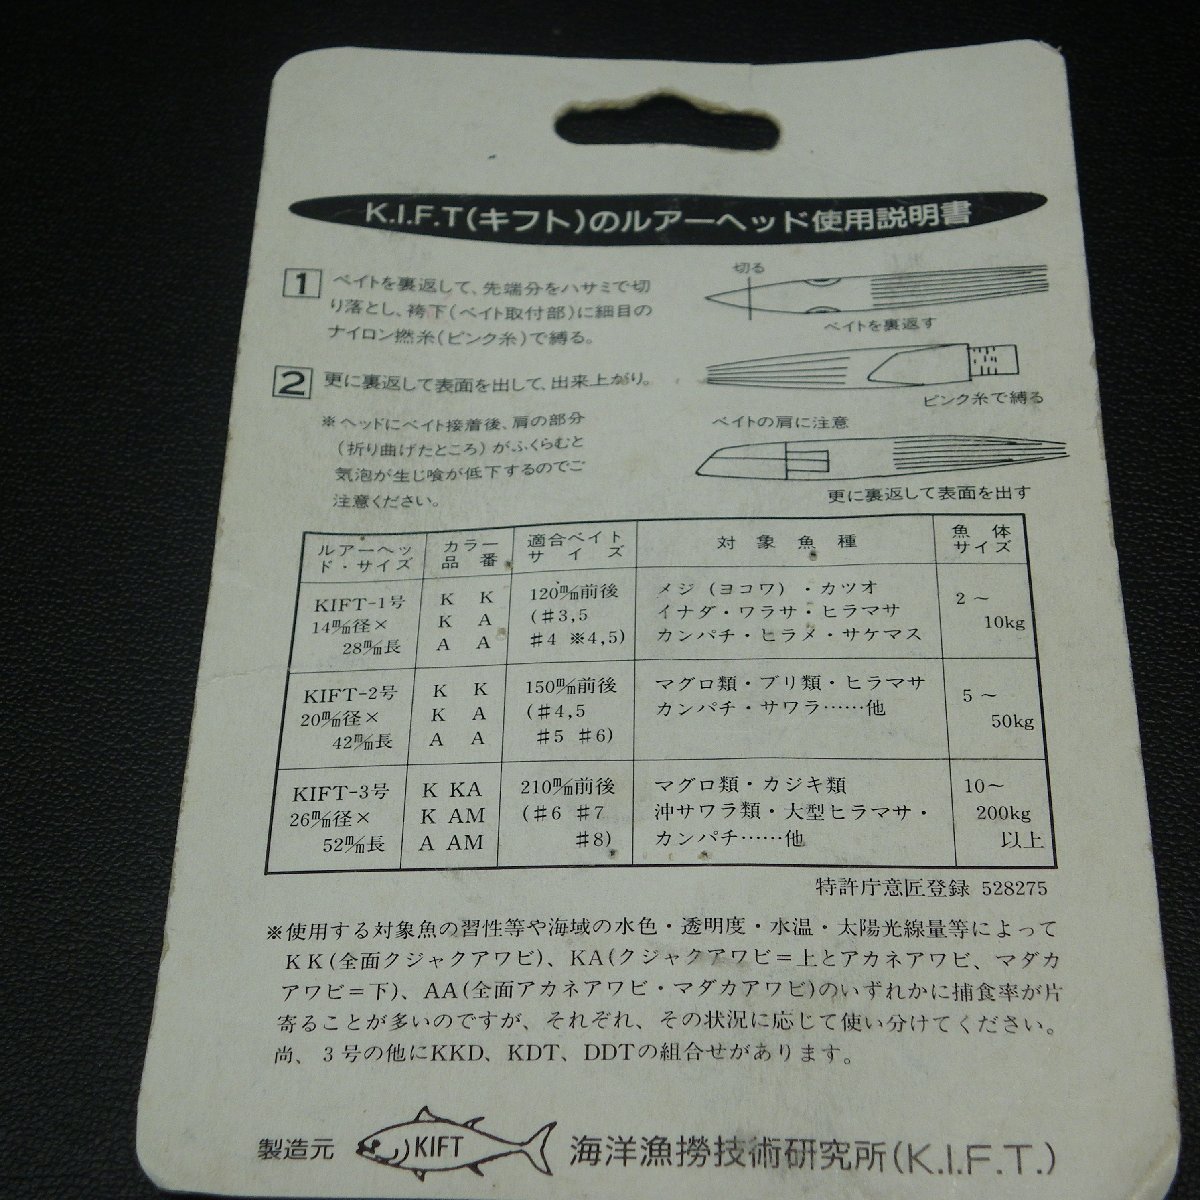 K.I.F.T(キフト)のルアーヘッド使用説明書
1 ベイトを裏返して、先端分をハサミで切
り落とし、袴下(ベイト取付部)に細目の
ナイロン撚糸(ピンク糸)で縛る。
2 更に裏返して表面を出して、出来上がり。
※ヘッドにベイト接着後、肩の部分
(折り曲げたところ)がふくらむと
気泡が生じ喰が低下するのでご
注意ください。
切る
ベイトを裏返す
ピンク糸で縛る
ベイトの肩に注意
更に裏返して表面を出す
ルアーヘッ
ド・サイズ
カラー
品 番
適合ベイト
サ イ ズ
対 象 魚 種
魚 体
サイズ
KIFT-1号
14㎜径×
28㎜長
K K
K A
A A
120㎜前後
(#3,5
#4 ※4,5)
メジ(ヨコワ)・カツオ
イナダ・ワラサ・ヒラマサ
カンパチ・ヒラメ・サケマス
2～
10kg
KIFT-2号
20㎜径×
42㎜長
K K
K A
A A
150㎜前後
(#4,5
#5 #6)
マグロ類・ブリ類・ヒラマサ
カンパチ・サワラ……他
5～
50kg
KIFT-3号
26㎜径×
52㎜長
K KA
K AM
A AM
210㎜前後
(#6 #7
#8)
マグロ類・カジキ類
沖サワラ類・大型ヒラマサ・
カンパチ……他
10～
200kg
以上
特許庁意匠登録 528275
※使用する対象魚の習性等や海域の水色・透明度・水温・太陽光線量等によって
KK(全面クジャクアワビ)、KA(クジャクアワビ＝上とアカネアワビ、マダカ
アワビ＝下)、AA(全面アカネアワビ・マダカアワビ)のいずれかに捕食率が片
寄ることが多いのですが、それぞれ、その状況に応じて使い分けてください。
尚、3号の他にKKD、KDT、DDTの組合せがあります。
製造元 KIFT 海洋漁撈技術研究所(K.I.F.T.)